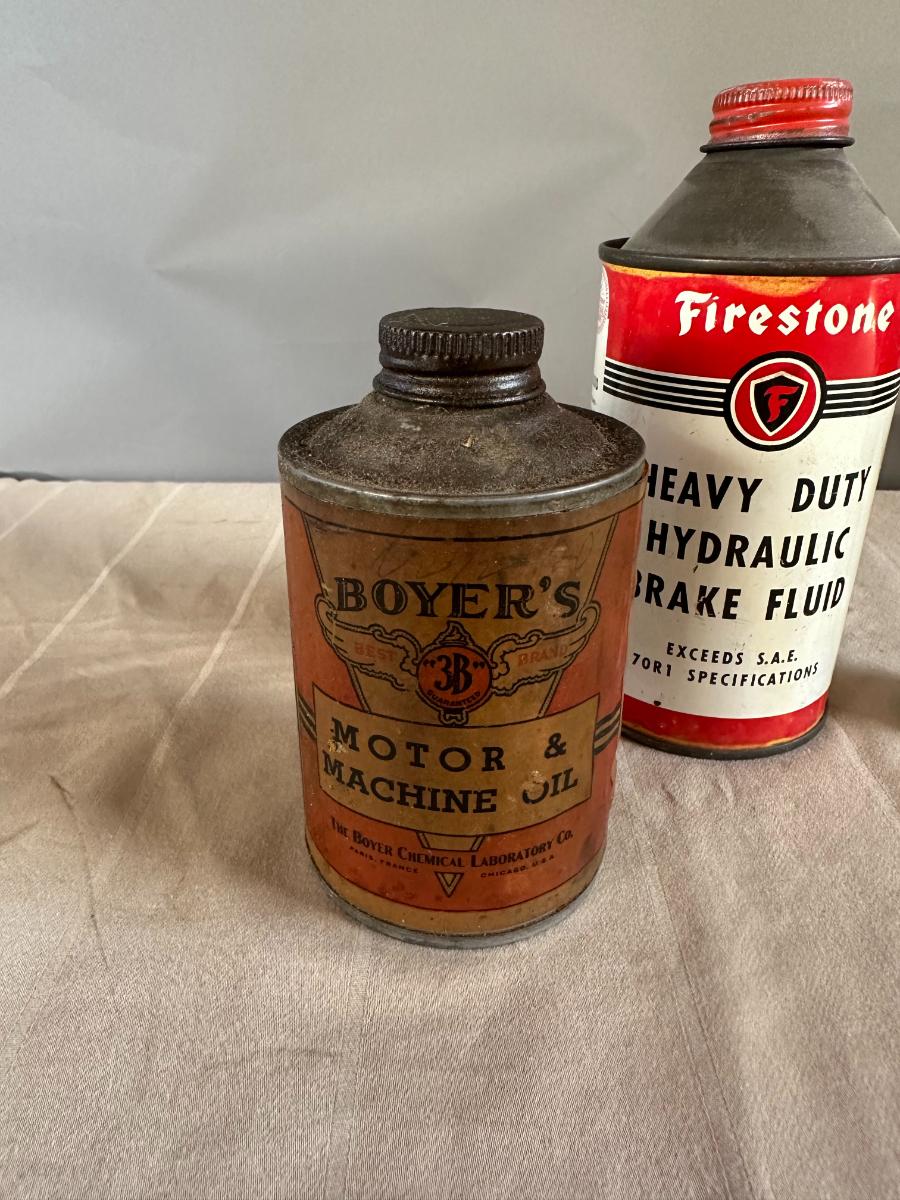 BOYER'S
BEST "3B" BRAND
GUARANTEED
MOTOR &
MACHINE OIL
THE BOYER CHEMICAL LABORATORY CO.
PARIS, FRANCE CHICAGO, U.S.A.
Firestone
F
HEAVY DUTY
HYDRAULIC
BRAKE FLUID
EXCEEDS S.A.E.
70R1 SPECIFICATIONS